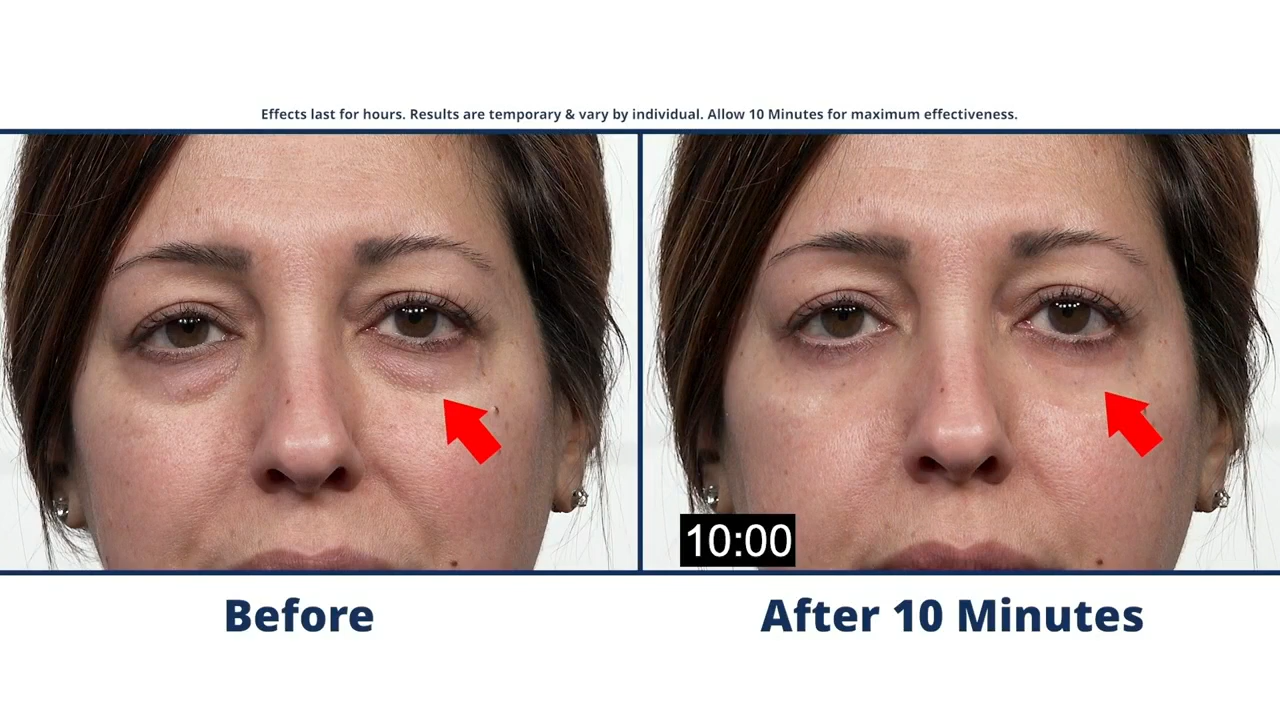 Effects last for hours. Results are temporary & vary by individual. Allow 10 Minutes for maximum effectiveness.
10:00
Before
After 10 Minutes